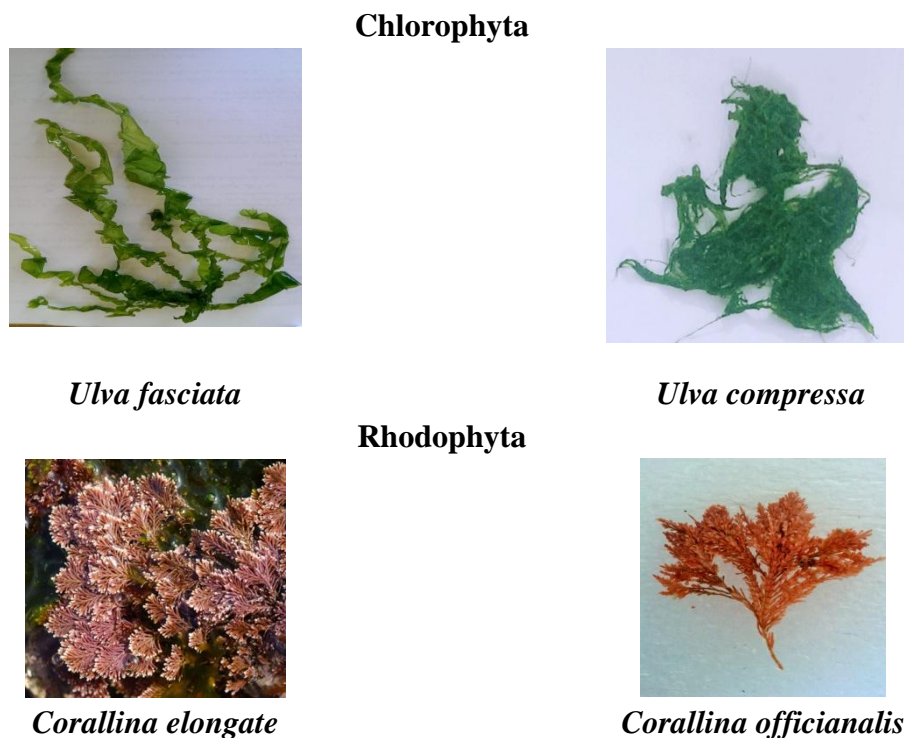 Chlorophyta
Ulva fasciata
Ulva compressa
Rhodophyta
Corallina elongate
Corallina officianalis